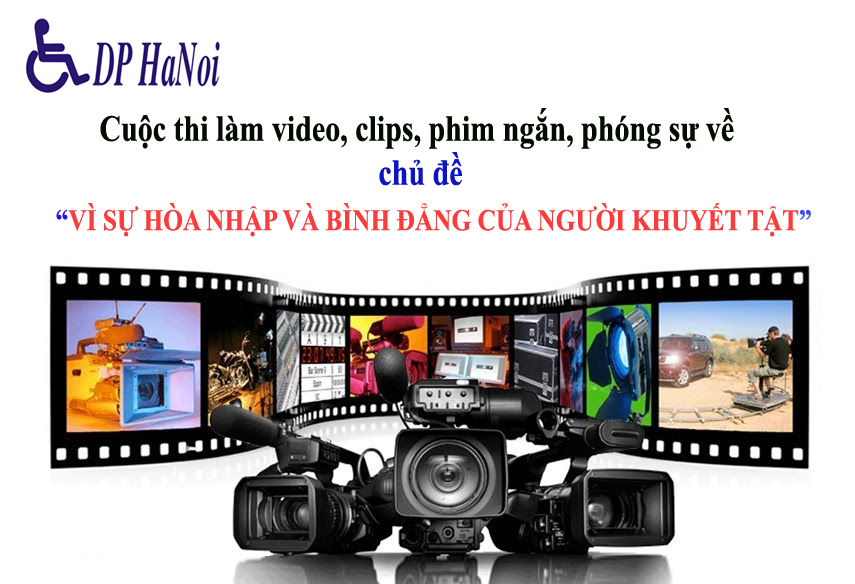 DP HaNoi
Cuộc thi làm video, clips, phim ngắn, phóng sự về
chủ đề
“VÌ SỰ HÒA NHẬP VÀ BÌNH ĐẲNG CỦA NGƯỜI KHUYẾT TẬT”